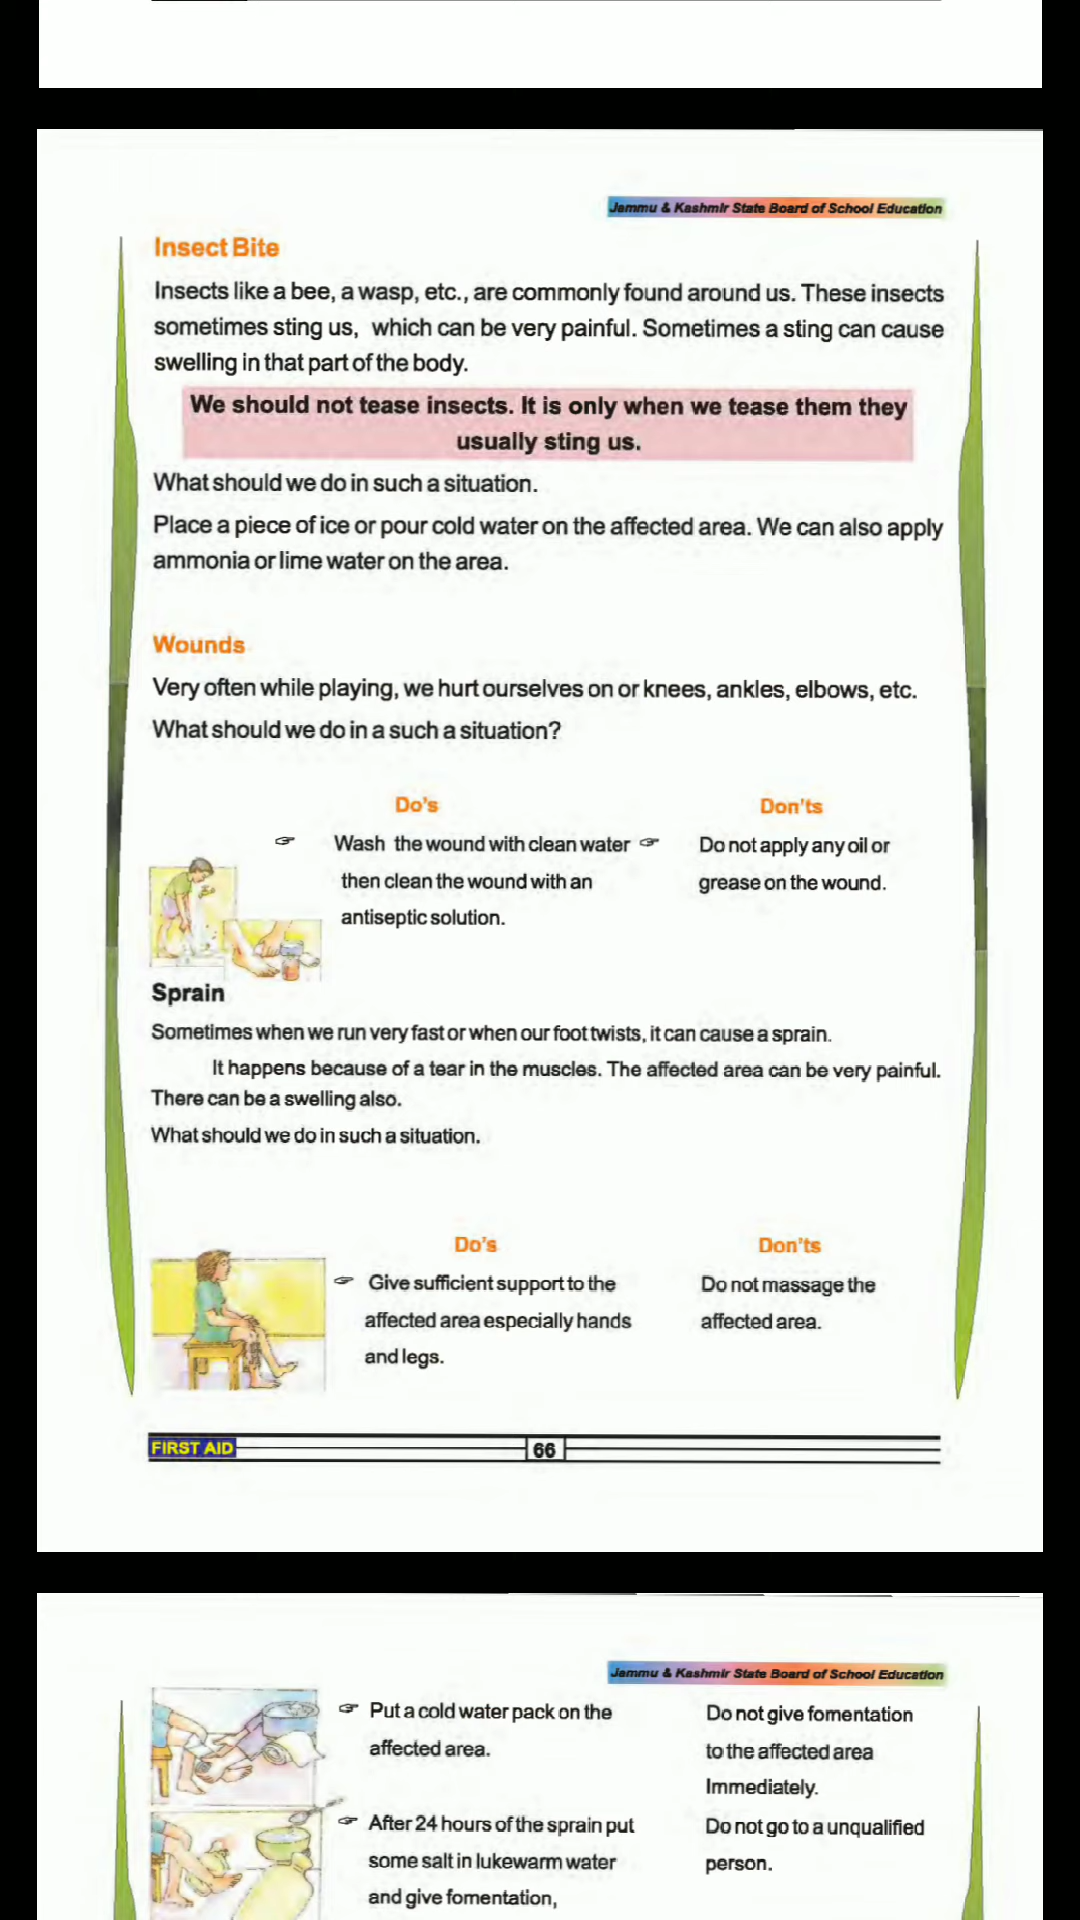 Jammu & Kashmir State Board of School Education
Insect Bite
Insects like a bee, a wasp, etc., are commonly found around us. These insects
sometimes sting us, which can be very painful. Sometimes a sting can cause
swelling in that part of the body.
We should not tease insects. It is only when we tease them they
usually sting us.
What should we do in such a situation.
Place a piece of ice or pour cold water on the affected area. We can also apply
ammonia or lime water on the area.
Wounds
Very often while playing, we hurt ourselves on or knees, ankles, elbows, etc.
What should we do in a such a situation?
Do's
☞ Wash the wound with clean water
then clean the wound with an
antiseptic solution.
Don'ts
☞ Do not apply any oil or
grease on the wound.
Sprain
Sometimes when we run very fast or when our foot twists, it can cause a sprain.
It happens because of a tear in the muscles. The affected area can be very painful.
There can be a swelling also.
What should we do in such a situation.
Do's
☞ Give sufficient support to the
affected area especially hands
and legs.
Don'ts
Do not massage the
affected area.
FIRST AID
66
Jammu & Kashmir State Board of School Education
☞ Put a cold water pack on the
affected area.
Do not give fomentation
to the affected area
Immediately.
☞ After 24 hours of the sprain put
some salt in lukewarm water
and give fomentation,
Do not go to a unqualified
person.